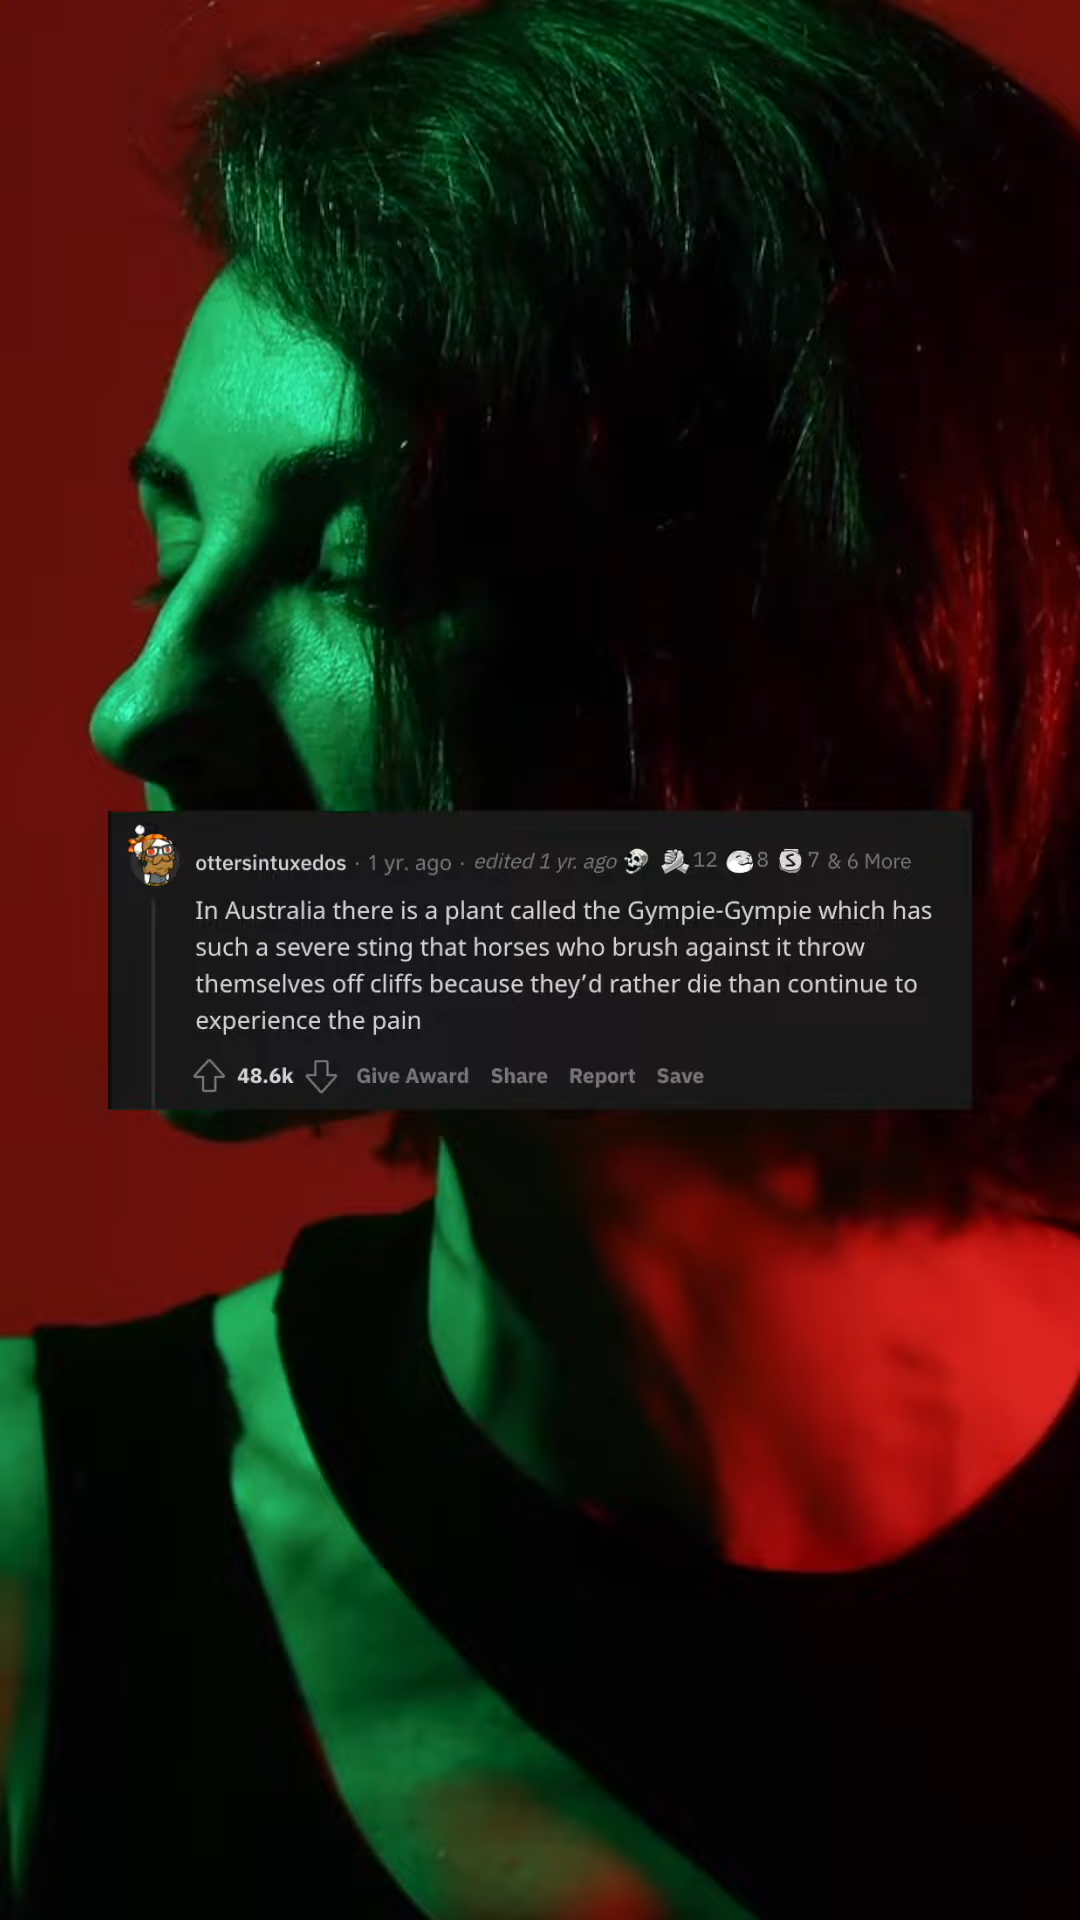 ottersintuxedos · 1 yr. ago · edited 1 yr. ago 12 8 S 7 & 6 More
In Australia there is a plant called the Gympie-Gympie which has
such a severe sting that horses who brush against it throw
themselves off cliffs because they’d rather die than continue to
experience the pain
48.6k Give Award Share Report Save